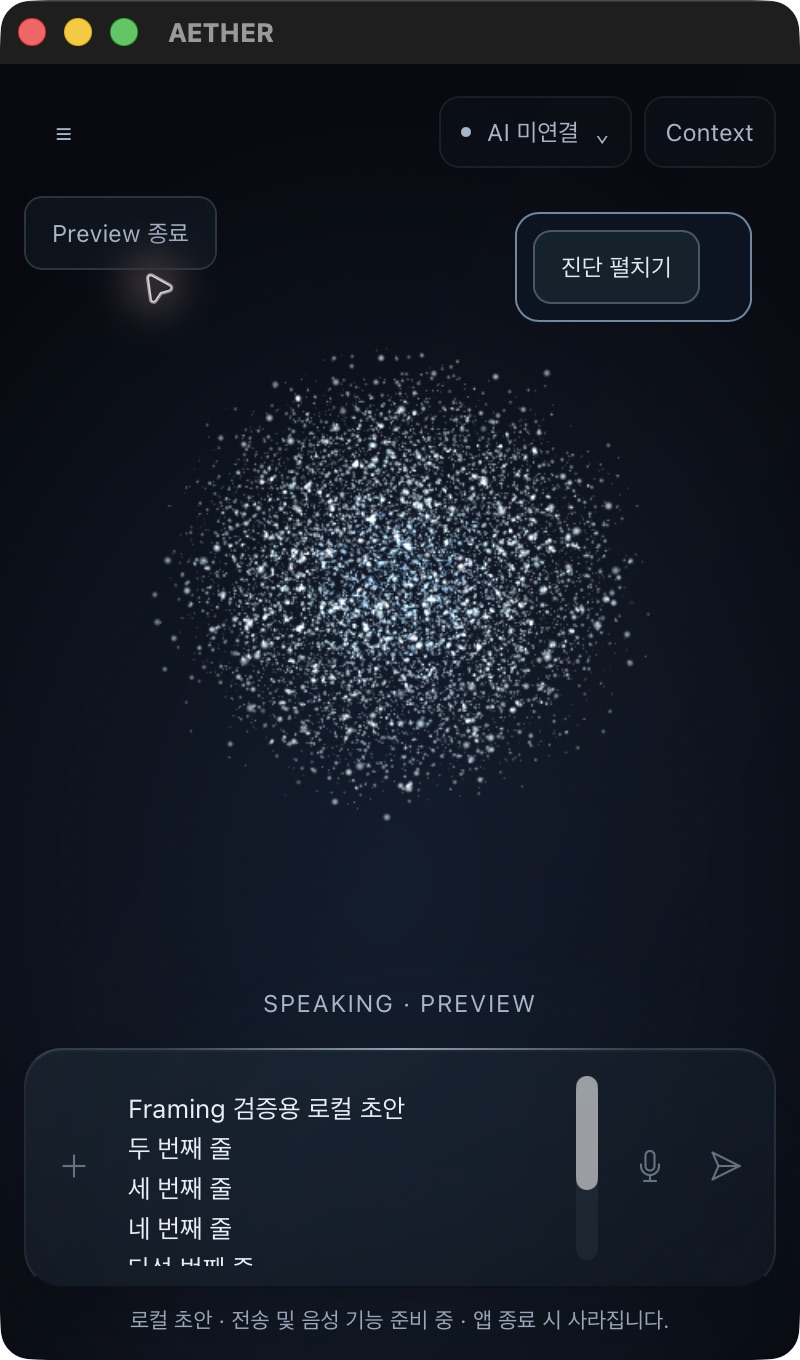 AETHER
AI 미연결
Context
Preview 종료
진단 펼치기
SPEAKING · PREVIEW
Framing 검증용 로컬 초안
두 번째 줄
세 번째 줄
네 번째 줄
로컬 초안 · 전송 및 음성 기능 준비 중 · 앱 종료 시 사라집니다.